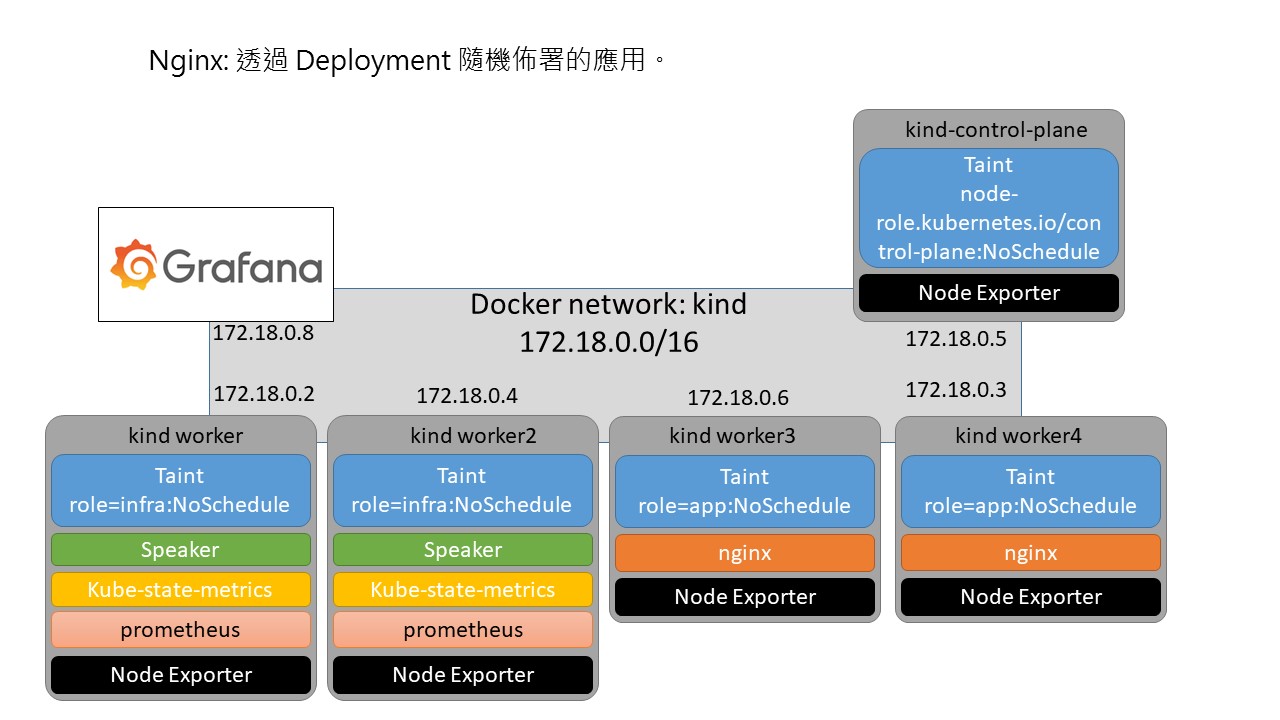 Nginx: 透過 Deployment 隨機佈署的應用。
kind-control-plane
Taint
node-
role.kubernetes.io/con
trol-plane:NoSchedule
Node Exporter
Grafana
Docker network: kind
172.18.0.0/16
172.18.0.8
172.18.0.5
172.18.0.2
172.18.0.4
172.18.0.6
172.18.0.3
kind worker
Taint
role=infra:NoSchedule
Speaker
Kube-state-metrics
prometheus
Node Exporter
kind worker2
Taint
role=infra:NoSchedule
Speaker
Kube-state-metrics
prometheus
Node Exporter
kind worker3
Taint
role=app:NoSchedule
nginx
Node Exporter
kind worker4
Taint
role=app:NoSchedule
nginx
Node Exporter